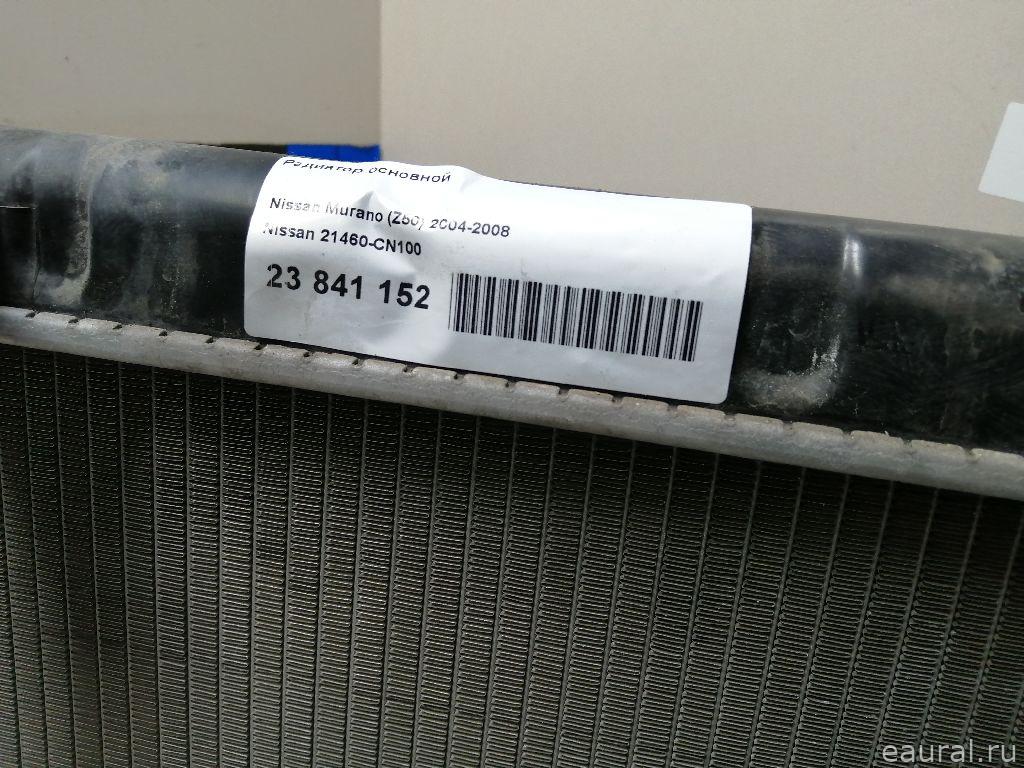 Радиатор основной
Nissan Murano (Z50) 2004-2008
Nissan 21460-CN100
23 841 152
eaural.ru